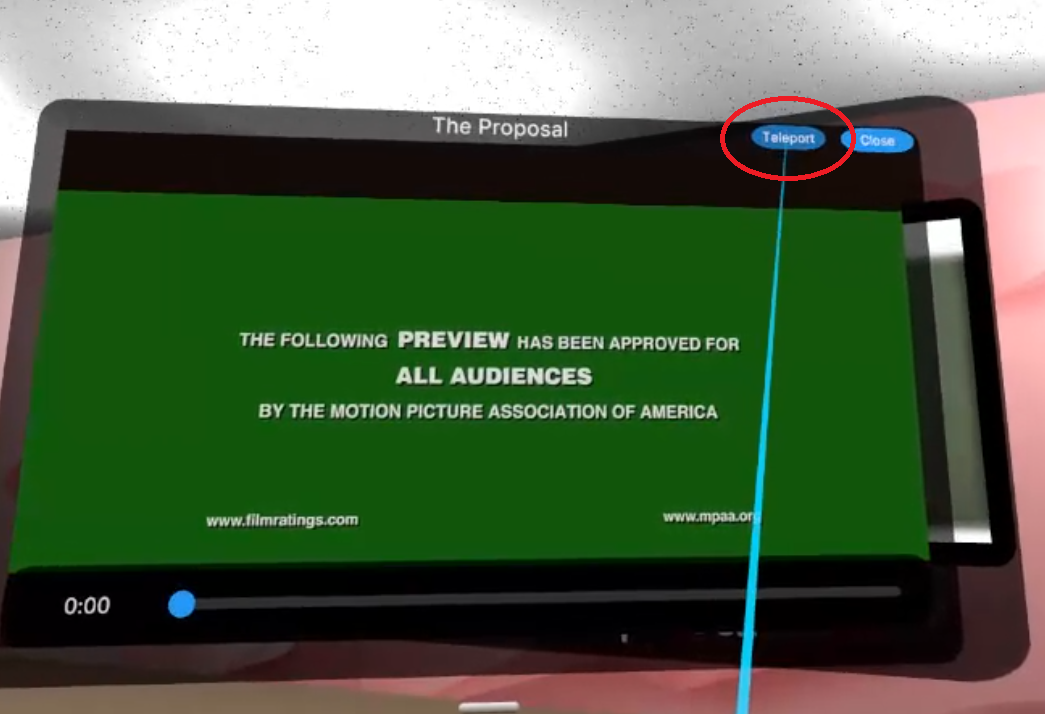 The Proposal
Teleport
Close
THE FOLLOWING PREVIEW HAS BEEN APPROVED FOR
ALL AUDIENCES
BY THE MOTION PICTURE ASSOCIATION OF AMERICA
www.filmratings.com
www.mpaa.org
0:00